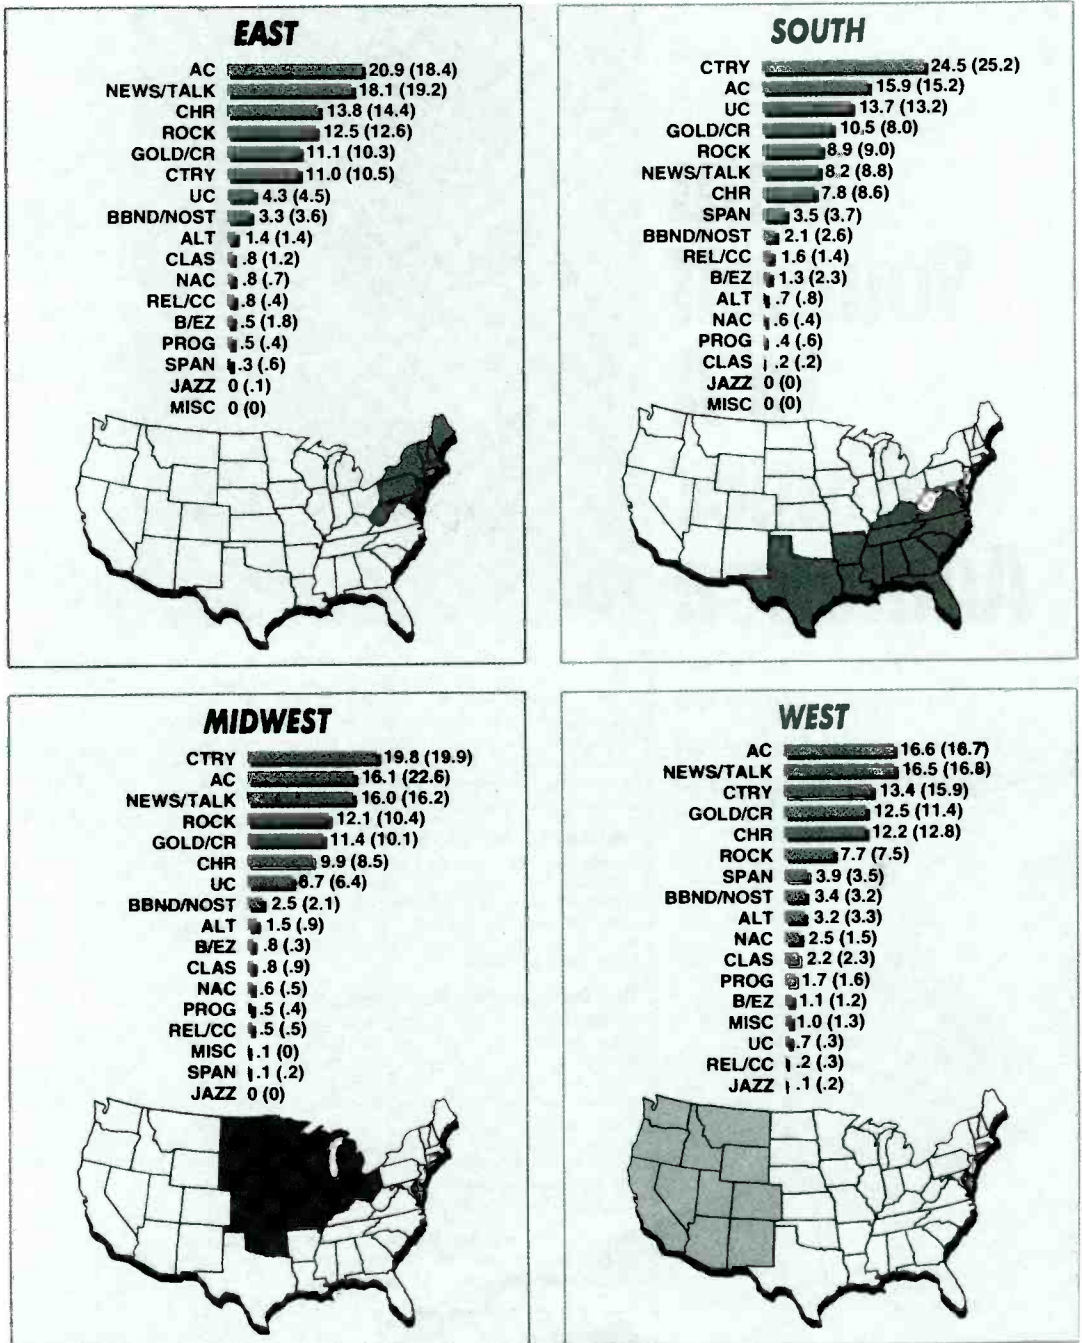 EAST
AC 20.9 (18.4)
NEWS/TALK 18.1 (19.2)
CHR 13.8 (14.4)
ROCK 12.5 (12.6)
GOLD/CR 11.1 (10.3)
CTRY 11.0 (10.5)
UC 4.3 (4.5)
BBND/NOST 3.3 (3.6)
ALT 1.4 (1.4)
CLAS .8 (1.2)
NAC .8 (.7)
REL/CC .8 (.4)
B/EZ .5 (1.8)
PROG .5 (.4)
SPAN .3 (.6)
JAZZ 0 (.1)
MISC 0 (0)
SOUTH
CTRY 24.5 (25.2)
AC 15.9 (15.2)
UC 13.7 (13.2)
GOLD/CR 10.5 (8.0)
ROCK 8.9 (9.0)
NEWS/TALK 8.2 (8.8)
CHR 7.8 (8.6)
SPAN 3.5 (3.7)
BBND/NOST 2.1 (2.6)
REL/CC 1.6 (1.4)
B/EZ 1.3 (2.3)
ALT .7 (.8)
NAC .6 (.4)
PROG .4 (.6)
CLAS .2 (.2)
JAZZ 0 (0)
MISC 0 (0)
MIDWEST
CTRY 19.8 (19.9)
AC 16.1 (22.6)
NEWS/TALK 16.0 (16.2)
ROCK 12.1 (10.4)
GOLD/CR 11.4 (10.1)
CHR 9.9 (8.5)
UC 6.7 (6.4)
BBND/NOST 2.5 (2.1)
ALT 1.5 (.9)
B/EZ .8 (.3)
CLAS .8 (.9)
NAC .6 (.5)
PROG .5 (.4)
REL/CC .5 (.5)
MISC .1 (0)
SPAN .1 (.2)
JAZZ 0 (0)
WEST
AC 16.6 (16.7)
NEWS/TALK 16.5 (16.8)
CTRY 13.4 (15.9)
GOLD/CR 12.5 (11.4)
CHR 12.2 (12.8)
ROCK 7.7 (7.5)
SPAN 3.9 (3.5)
BBND/NOST 3.4 (3.2)
ALT 3.2 (3.3)
NAC 2.5 (1.5)
CLAS 2.2 (2.3)
PROG 1.7 (1.6)
B/EZ 1.1 (1.2)
MISC 1.0 (1.3)
UC .7 (.3)
REL/CC .2 (.3)
JAZZ .1 (.2)